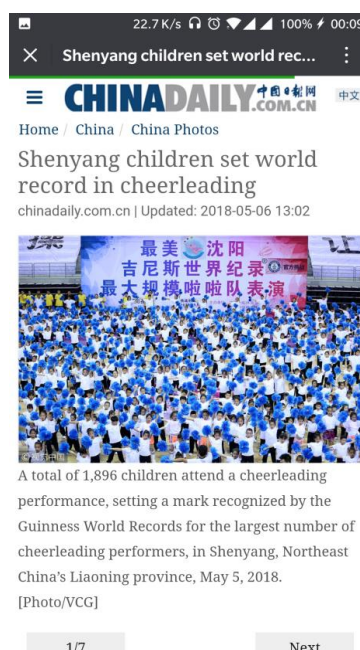 22.7 K/s 100% 00:09
Shenyang children set world rec...
CHINADAILY 中国日报网
.COM.CN 中文
Home / China / China Photos
Shenyang children set world
record in cheerleading
chinadaily.com.cn | Updated: 2018-05-06 13:02
最美 沈阳
吉尼斯世界纪录
最大规模啦啦队表演
A total of 1,896 children attend a cheerleading
performance, setting a mark recognized by the
Guinness World Records for the largest number of
cheerleading performers, in Shenyang, Northeast
China's Liaoning province, May 5, 2018.
[Photo/VCG]
1/7 Next